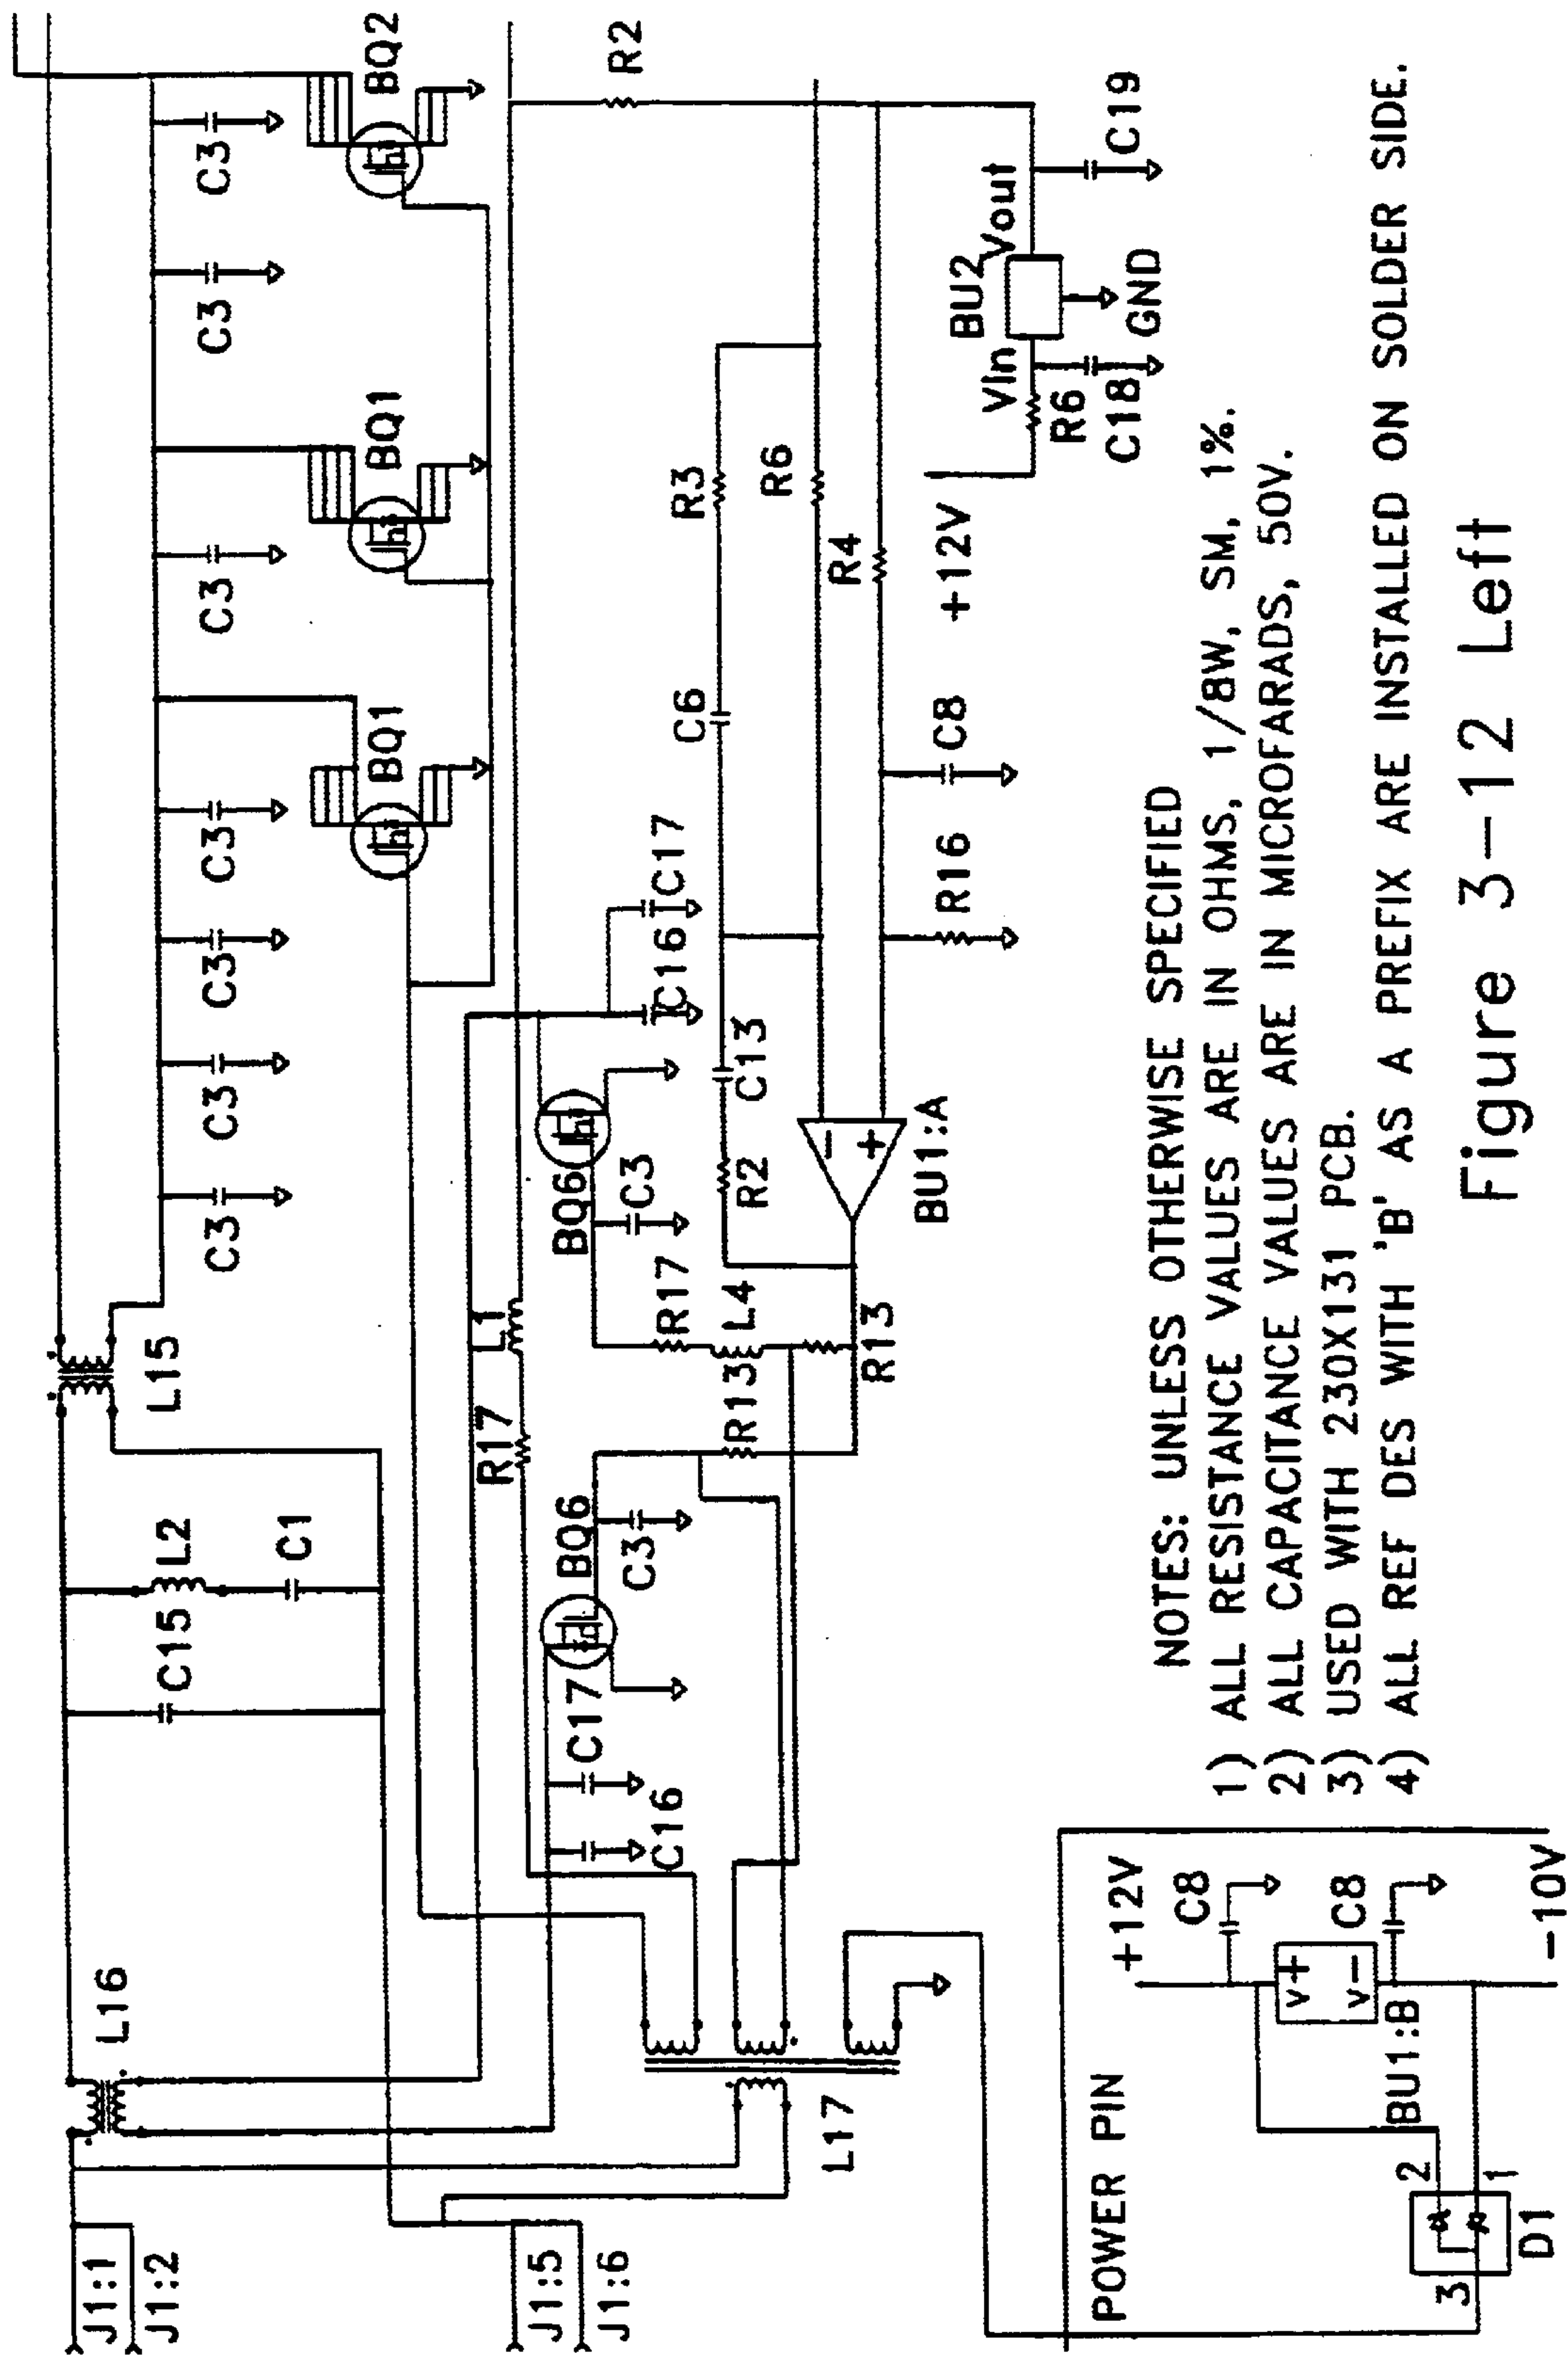 J1:1
J1:2
L16
C15
L2
C1
L15
C3
C3
C3
C3
C3
C3
C3
BQ1
BQ1
BQ2
J1:5
J1:6
R17
L1
C16
C17
BQ6
C3
BQ6
C3
C16
C17
R17
L4
R13
R13
R2
C13
C6
R3
R6
R4
R2
BU1:A
−
+
R16
C8
L17
+12V
R6
VIn
BU2
Vout
C18
GND
C19
POWER PIN
+12V
C8
V+
V−
C8
BU1:B
−10V
2
1
3
D1
NOTES: UNLESS OTHERWISE SPECIFIED
1) ALL RESISTANCE VALUES ARE IN OHMS, 1/8W, SM, 1%.
2) ALL CAPACITANCE VALUES ARE IN MICROFARADS, 50V.
3) USED WITH 230X131 PCB.
4) ALL REF DES WITH 'B' AS A PREFIX ARE INSTALLED ON SOLDER SIDE.
Figure 3-12 Left